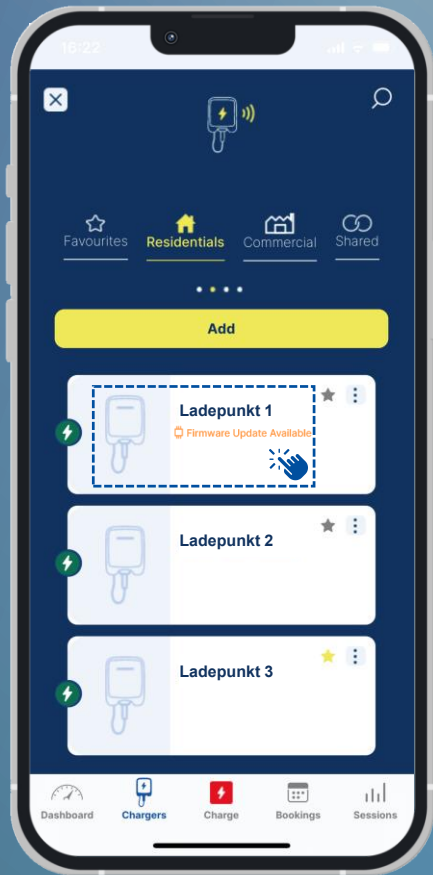 16:22
Favourites
Residentials
Commercial
Shared
Add
Ladepunkt 1
Firmware Update Available
Ladepunkt 2
Ladepunkt 3
Dashboard
Chargers
Charge
Bookings
Sessions